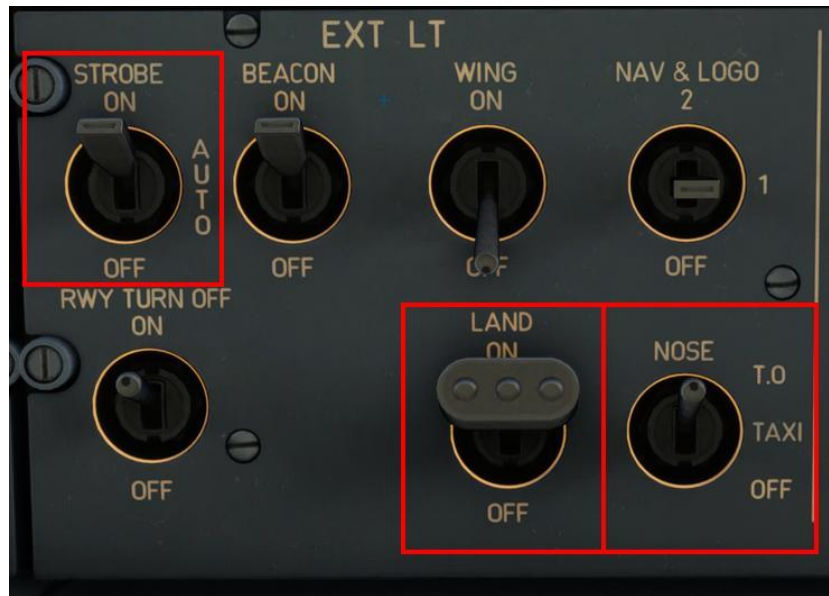 EXT LT
STROBE
ON
AUTO
OFF
BEACON
ON
OFF
WING
ON
OFF
NAV & LOGO
2
1
OFF
RWY TURN OFF
ON
OFF
LAND
ON
OFF
NOSE
T.O
TAXI
OFF